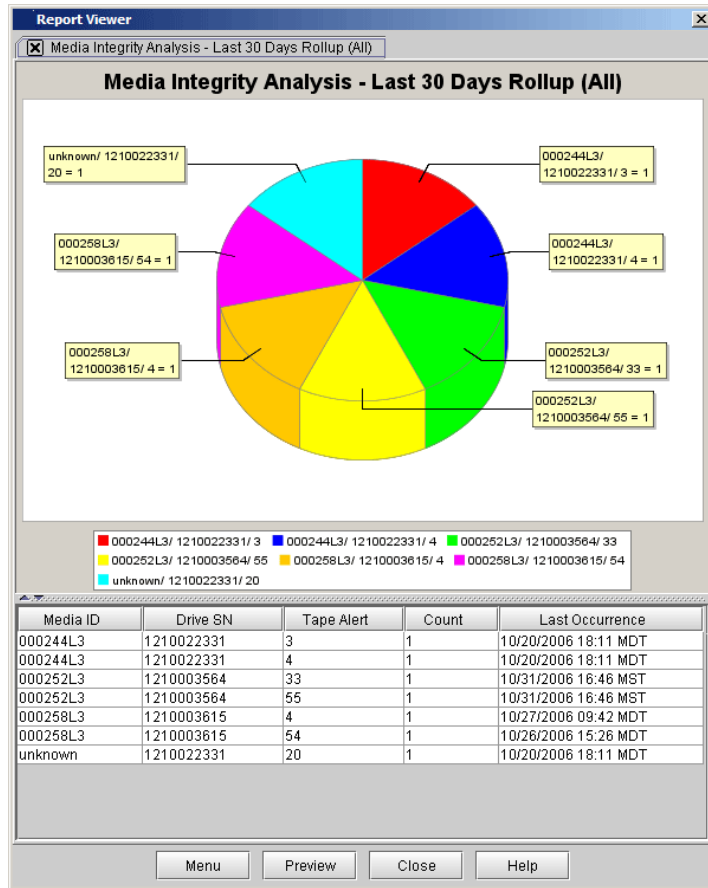 Report Viewer
Media Integrity Analysis - Last 30 Days Rollup (All)
Media Integrity Analysis - Last 30 Days Rollup (All)
unknown/ 1210022331/
20 = 1
000244L3/
1210022331/ 3 = 1
000258L3/
1210003615/ 54 = 1
000244L3/
1210022331/ 4 = 1
000258L3/
1210003615/ 4 = 1
000252L3/
1210003564/ 33 = 1
000252L3/
1210003564/ 55 = 1
000244L3/ 1210022331/ 3 000244L3/ 1210022331/ 4 000252L3/ 1210003564/ 33
000252L3/ 1210003564/ 55 000258L3/ 1210003615/ 4 000258L3/ 1210003615/ 54
unknown/ 1210022331/ 20
Media ID Drive SN Tape Alert Count Last Occurrence
000244L3 1210022331 3 1 10/20/2006 18:11 MDT
000244L3 1210022331 4 1 10/20/2006 18:11 MDT
000252L3 1210003564 33 1 10/31/2006 16:46 MST
000252L3 1210003564 55 1 10/31/2006 16:46 MST
000258L3 1210003615 4 1 10/27/2006 09:42 MDT
000258L3 1210003615 54 1 10/26/2006 15:26 MDT
unknown 1210022331 20 1 10/20/2006 18:11 MDT
Menu Preview Close Help